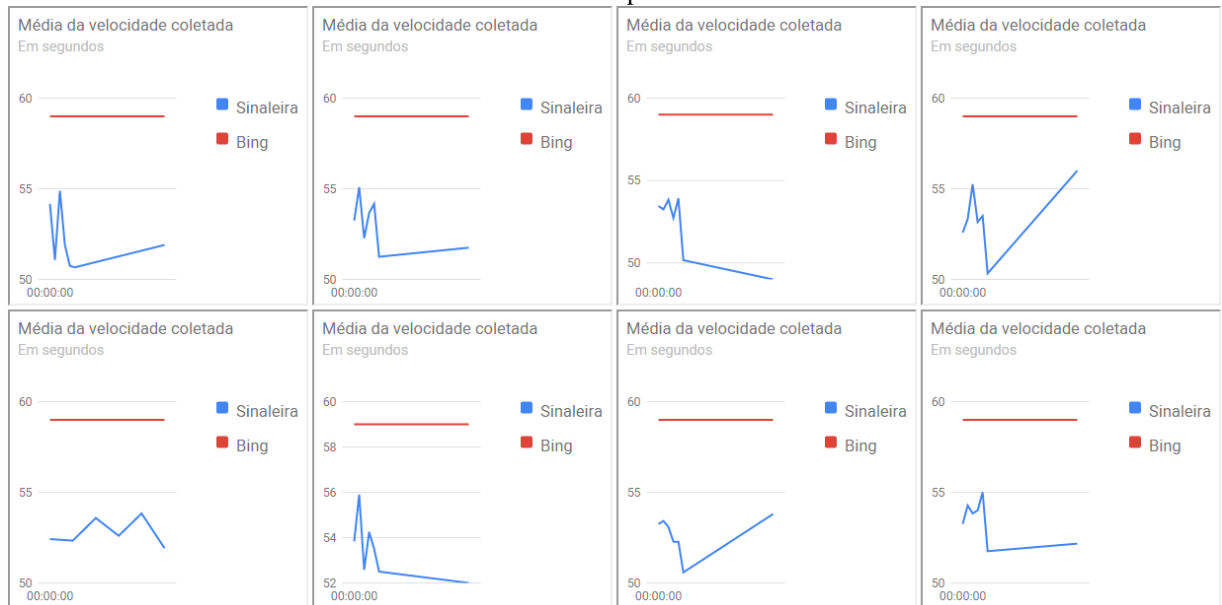 Média da velocidade coletada
Em segundos
60
55
50
00:00:00
Sinaleira
Bing
Média da velocidade coletada
Em segundos
60
55
50
00:00:00
Sinaleira
Bing
Média da velocidade coletada
Em segundos
60
55
50
00:00:00
Sinaleira
Bing
Média da velocidade coletada
Em segundos
60
55
50
00:00:00
Sinaleira
Bing
Média da velocidade coletada
Em segundos
60
55
50
00:00:00
Sinaleira
Bing
Média da velocidade coletada
Em segundos
60
58
56
54
52
00:00:00
Sinaleira
Bing
Média da velocidade coletada
Em segundos
60
55
50
00:00:00
Sinaleira
Bing
Média da velocidade coletada
Em segundos
60
55
50
00:00:00
Sinaleira
Bing